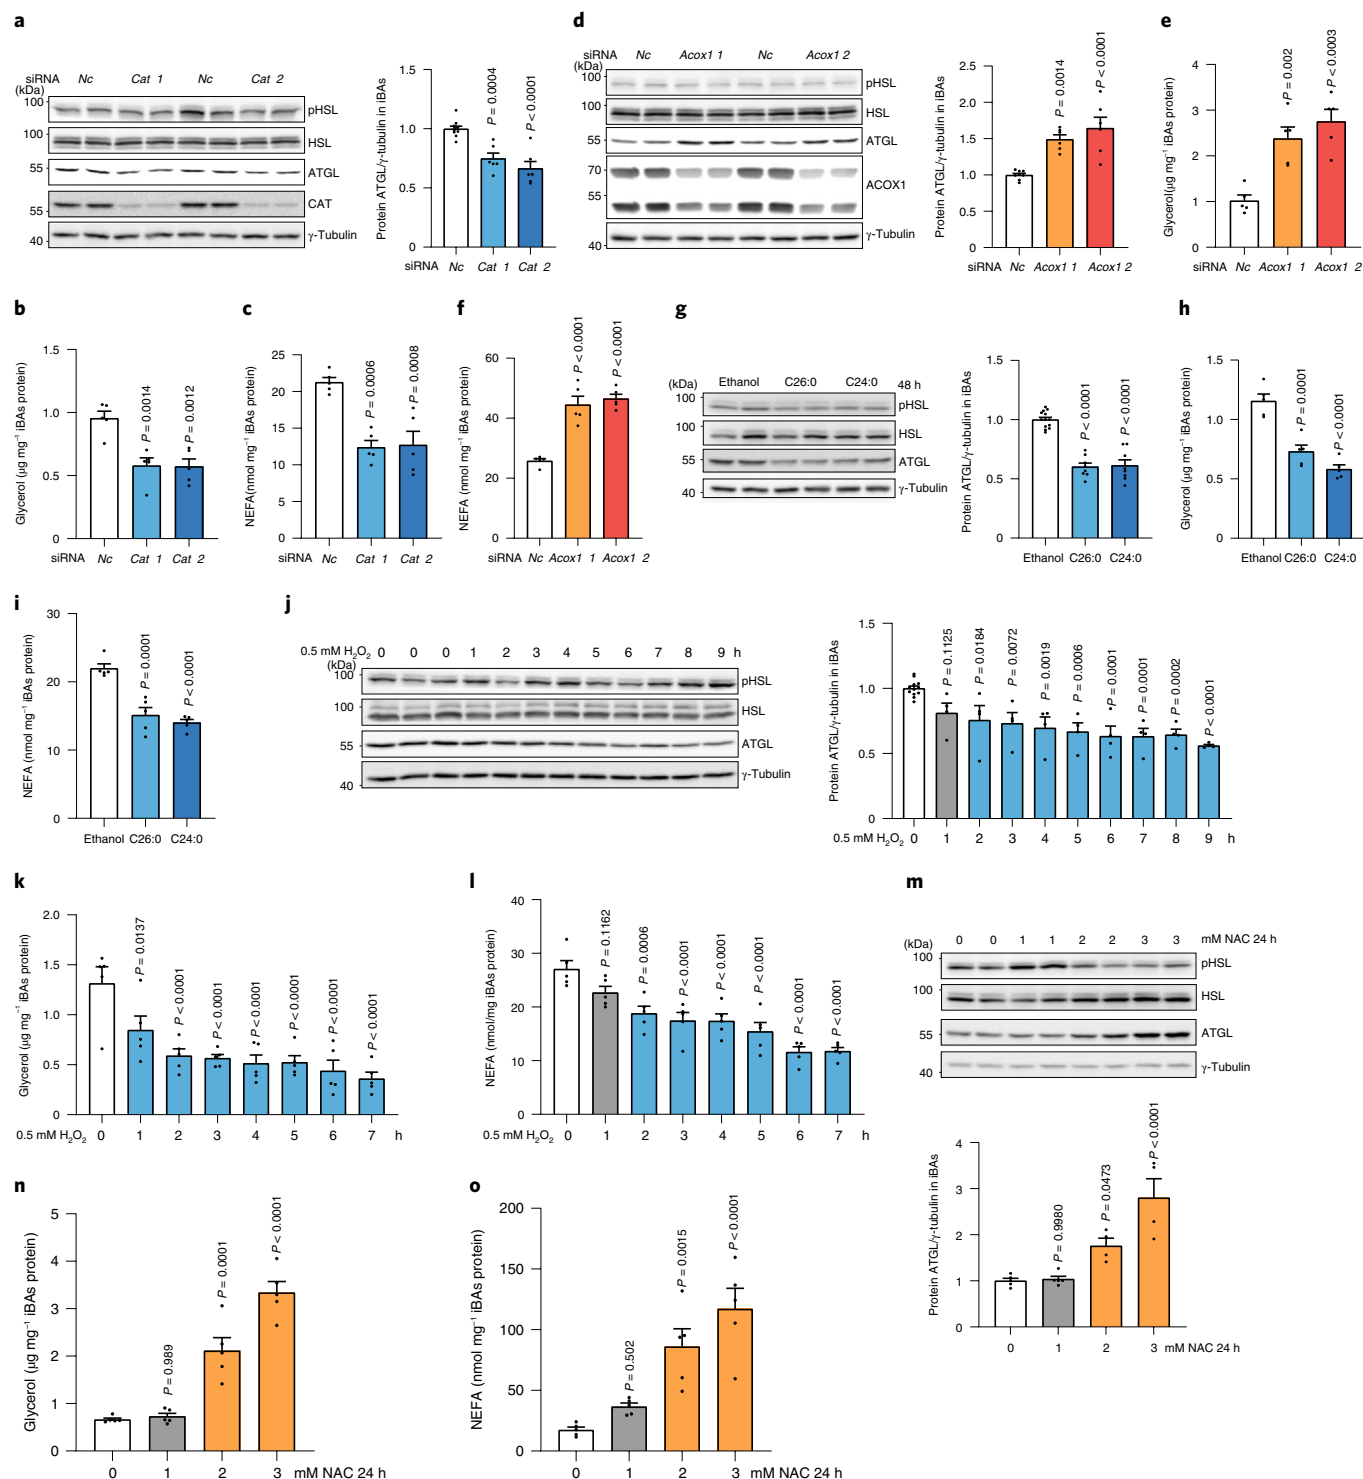 a
siRNA Nc Cat 1 Nc Cat 2
(kDa)
100
pHSL
100
HSL
55
ATGL
55
CAT
40
γ-Tubulin
Protein ATGL/γ-tubulin in iBAs
1.5
1.0
0.5
0
P = 0.0004
P < 0.0001
siRNA Nc Cat 1 Cat 2
d
siRNA Nc Acox1 1 Nc Acox1 2
(kDa)
100
pHSL
100
HSL
55
ATGL
70
ACOX1
55
40
γ-Tubulin
Protein ATGL/γ-tubulin in iBAs
2.5
2.0
1.5
1.0
0.5
0
P = 0.0014
P < 0.0001
siRNA Nc Acox1 1 Acox1 2
e
Glycerol(µg mg⁻¹ iBAs protein)
4
3
2
1
0
P = 0.002
P < 0.0003
siRNA Nc Acox1 1 Acox1 2
b
Glycerol (µg mg⁻¹ iBAs protein)
1.5
1.0
0.5
0
P = 0.0014
P = 0.0012
siRNA Nc Cat 1 Cat 2
c
NEFA(nmol mg⁻¹ iBAs protein)
25
20
15
10
5
0
P = 0.0006
P = 0.0008
siRNA Nc Cat 1 Cat 2
f
NEFA (nmol mg⁻¹ iBAs protein)
60
40
20
0
P < 0.0001
P < 0.0001
siRNA Nc Acox1 1 Acox1 2
g
(kDa) Ethanol C26:0 C24:0 48 h
100
pHSL
100
HSL
55
ATGL
40
γ-Tubulin
Protein ATGL/γ-tubulin in iBAs
1.5
1.0
0.5
0
P < 0.0001
P < 0.0001
Ethanol C26:0 C24:0
h
Glycerol (µg mg⁻¹ iBAs protein)
1.5
1.0
0.5
0
P = 0.00001
P < 0.0001
Ethanol C26:0 C24:0
i
NEFA (nmol mg⁻¹ iBAs protein)
30
20
10
0
P = 0.0001
P < 0.0001
Ethanol C26:0 C24:0
j
0.5 mM H₂O₂ 0 0 0 1 2 3 4 5 6 7 8 9 h
(kDa)
100
pHSL
100
HSL
55
ATGL
40
γ-Tubulin
Protein ATGL/γ-tubulin in iBAs
1.5
1.0
0.5
0
P = 0.1125
P = 0.0184
P = 0.0072
P = 0.0019
P = 0.0006
P = 0.0001
P = 0.0001
P = 0.0002
P < 0.0001
0.5 mM H₂O₂ 0 1 2 3 4 5 6 7 8 9 h
k
Glycerol (µg mg⁻¹ iBAs protein)
2.0
1.5
1.0
0.5
0
P = 0.0137
P < 0.0001
P < 0.0001
P < 0.0001
P < 0.0001
P < 0.0001
P < 0.0001
0.5 mM H₂O₂ 0 1 2 3 4 5 6 7 h
l
NEFA (nmol/mg iBAs protein)
40
30
20
10
0
P = 0.1162
P = 0.0006
P < 0.0001
P < 0.0001
P < 0.0001
P < 0.0001
P < 0.0001
0.5 mM H₂O₂ 0 1 2 3 4 5 6 7 h
m
(kDa) 0 0 1 1 2 2 3 3 mM NAC 24 h
100
pHSL
100
HSL
55
ATGL
40
γ-Tubulin
Protein ATGL/γ-tubulin in iBAs
4
3
2
1
0
P = 0.9980
P = 0.0473
P < 0.0001
0 1 2 3 mM NAC 24 h
n
Glycerol (µg mg⁻¹ iBAs protein)
5
4
3
2
1
0
P = 0.989
P = 0.0001
P < 0.0001
0 1 2 3 mM NAC 24 h
o
NEFA (nmol mg⁻¹ iBAs protein)
200
150
100
50
0
P = 0.502
P = 0.0015
P < 0.0001
0 1 2 3 mM NAC 24 h